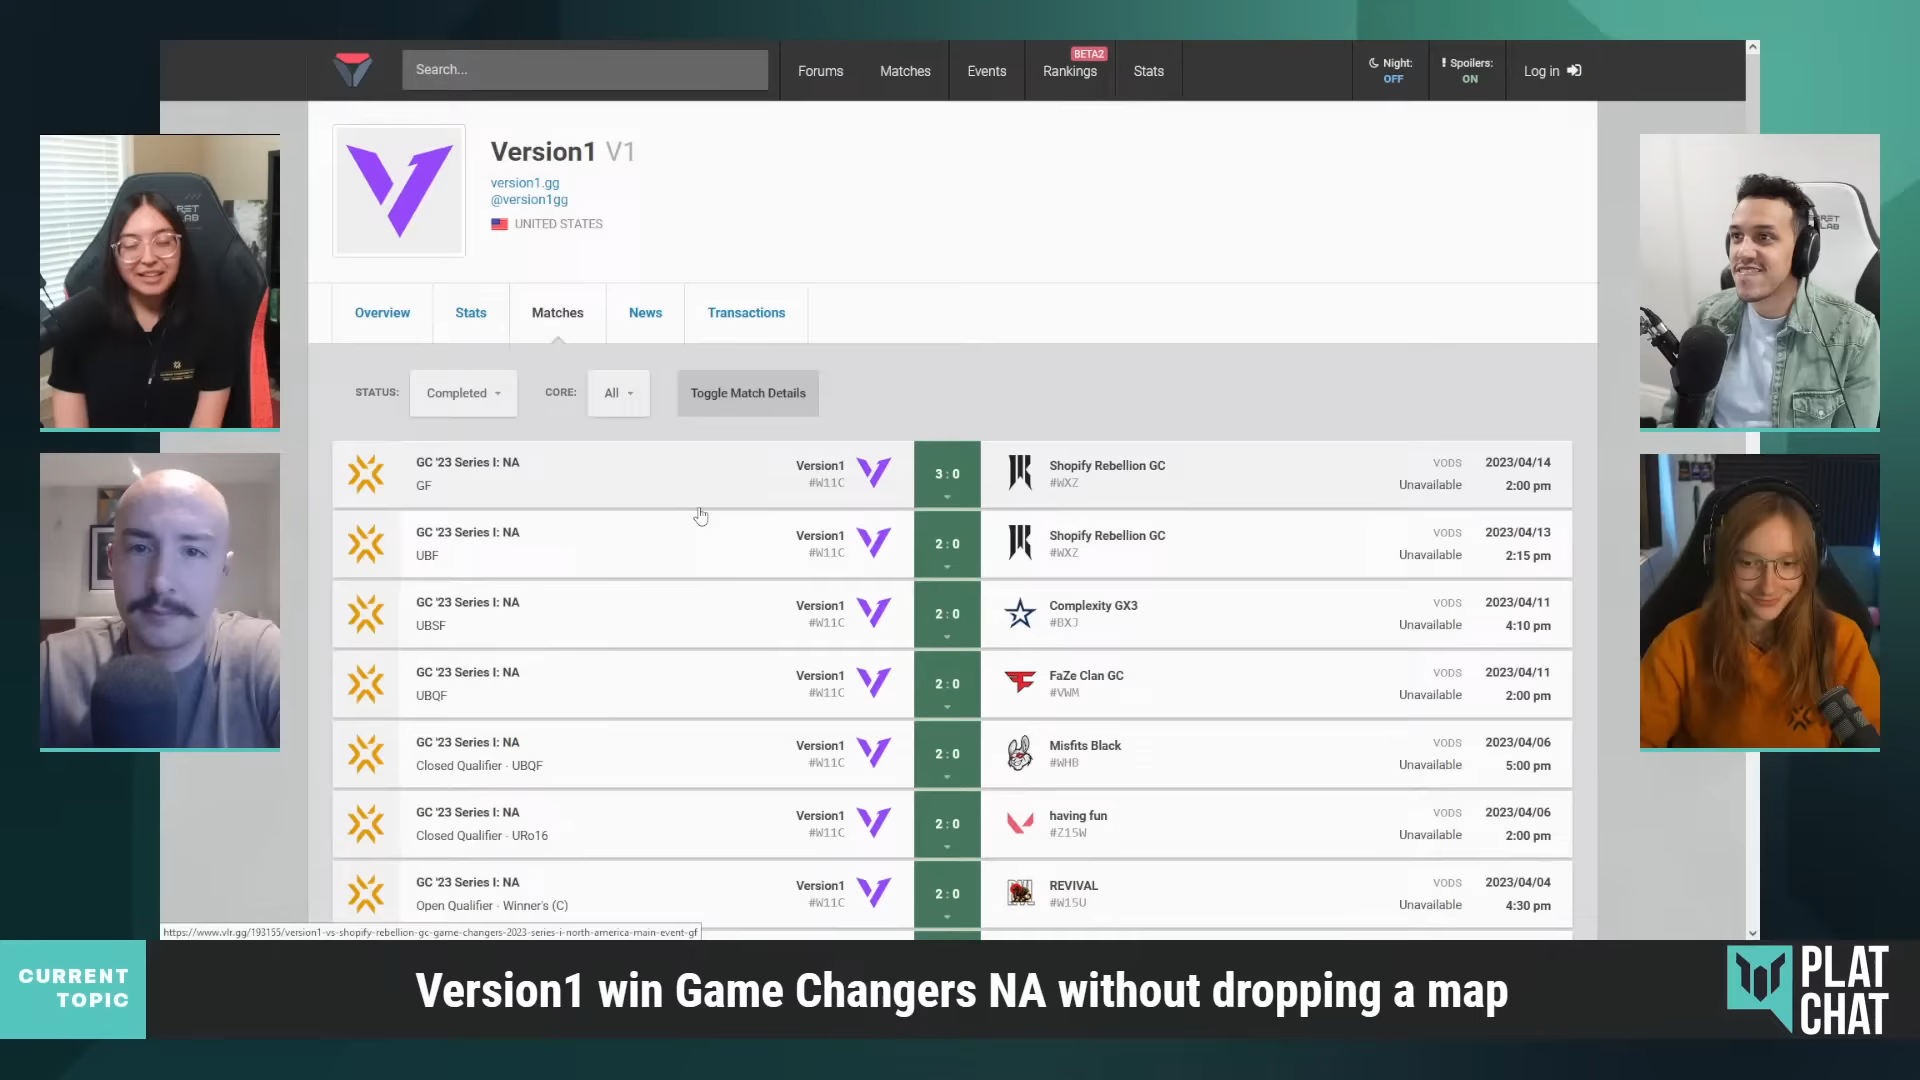 Search...
Forums
Matches
Events
BETA2
Rankings
Stats
Night:
OFF
Spoilers:
ON
Log in
Version1 V1
version1.gg
@version1gg
UNITED STATES
Overview
Stats
Matches
News
Transactions
STATUS:
Completed
CORE:
All
Toggle Match Details
GC '23 Series I: NA
GF
Version1
#W11C
3 : 0
Shopify Rebellion GC
#WXZ
VODS
Unavailable
2023/04/14
2:00 pm
GC '23 Series I: NA
UBF
Version1
#W11C
2 : 0
Shopify Rebellion GC
#WXZ
VODS
Unavailable
2023/04/13
2:15 pm
GC '23 Series I: NA
UBSF
Version1
#W11C
2 : 0
Complexity GX3
#BXJ
VODS
Unavailable
2023/04/11
4:10 pm
GC '23 Series I: NA
UBQF
Version1
#W11C
2 : 0
FaZe Clan GC
#VWM
VODS
Unavailable
2023/04/11
2:00 pm
GC '23 Series I: NA
Closed Qualifier - UBQF
Version1
#W11C
2 : 0
Misfits Black
#WHB
VODS
Unavailable
2023/04/06
5:00 pm
GC '23 Series I: NA
Closed Qualifier - URo16
Version1
#W11C
2 : 0
having fun
#Z15W
VODS
Unavailable
2023/04/06
2:00 pm
GC '23 Series I: NA
Open Qualifier - Winner's (C)
Version1
#W11C
2 : 0
REVIVAL
#W15U
VODS
Unavailable
2023/04/04
4:30 pm
https://www.vlr.gg/193155/version1-vs-shopify-rebellion-gc-game-changers-2023-series-i-north-america-main-event-gf
CURRENT
TOPIC
Version1 win Game Changers NA without dropping a map
PLAT
CHAT